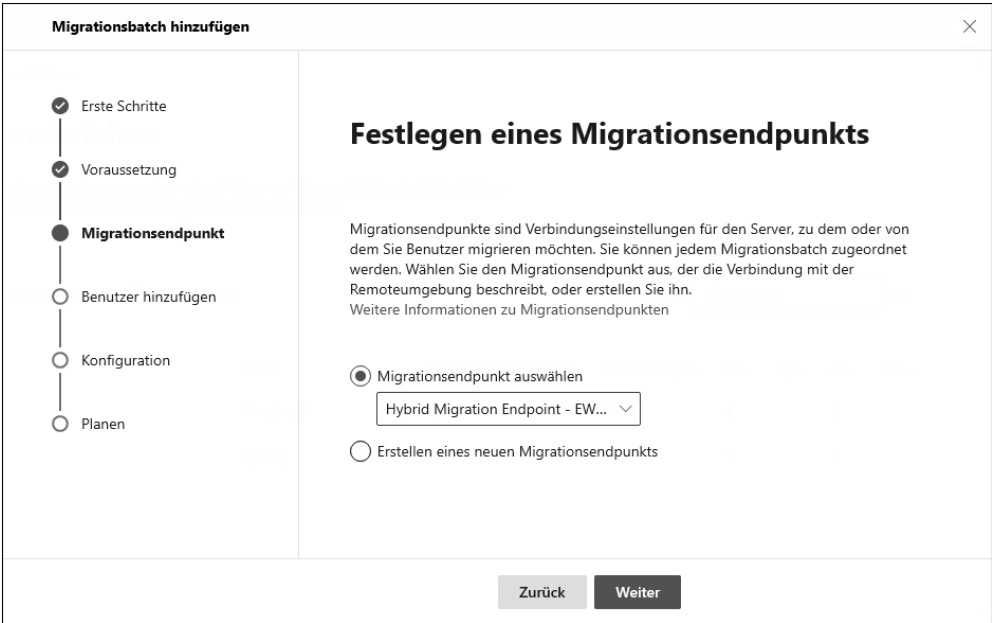 Migrationsbatch hinzufügen
Erste Schritte
Voraussetzung
Migrationsendpunkt
Benutzer hinzufügen
Konfiguration
Planen
Festlegen eines Migrationsendpunkts
Migrationsendpunkte sind Verbindungseinstellungen für den Server, zu dem oder von
dem Sie Benutzer migrieren möchten. Sie können jedem Migrationsbatch zugeordnet
werden. Wählen Sie den Migrationsendpunkt aus, der die Verbindung mit der
Remoteumgebung beschreibt, oder erstellen Sie ihn.
Weitere Informationen zu Migrationsendpunkten
Migrationsendpunkt auswählen
Hybrid Migration Endpoint - EW...
Erstellen eines neuen Migrationsendpunkts
Zurück
Weiter